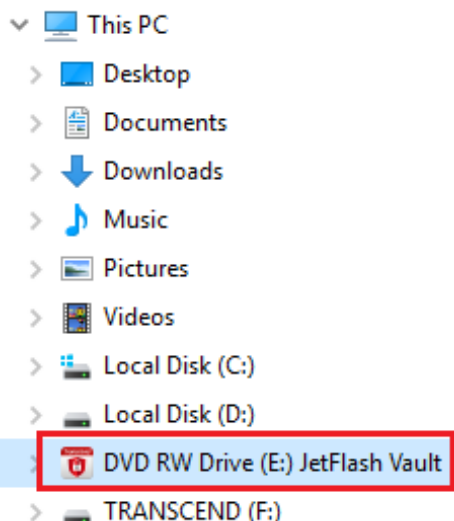 This PC
Desktop
Documents
Downloads
Music
Pictures
Videos
Local Disk (C:)
Local Disk (D:)
DVD RW Drive (E:) JetFlash Vault
TRANSCEND (F:)